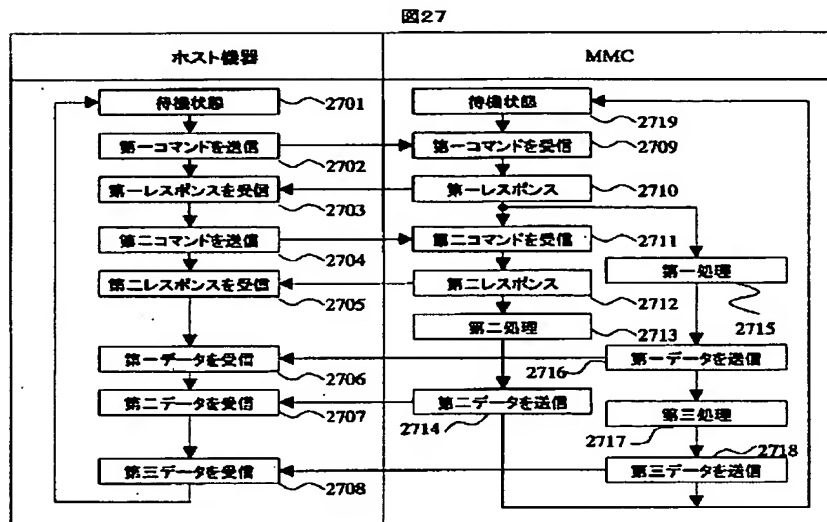 図27
ホスト機器
MMC
待機状態
2701
待機状態
2719
第一コマンドを送信
2702
第一コマンドを受信
2709
第一レスポンスを受信
2703
第一レスポンス
2710
第二コマンドを送信
2704
第二コマンドを受信
2711
第一処理
2715
第二レスポンスを受信
2705
第二レスポンス
2712
第二処理
2713
第一データを受信
2706
2716
第一データを送信
第二データを受信
2707
第二データを送信
2714
第三処理
2717
2718
第三データを受信
2708
第三データを送信